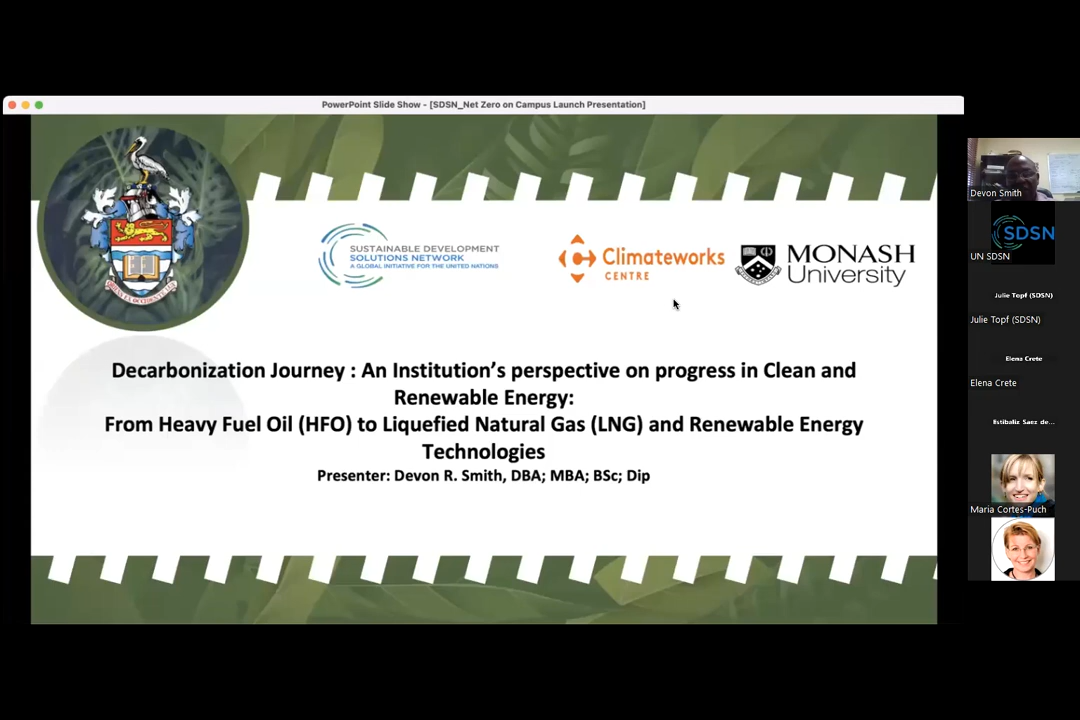 PowerPoint Slide Show - [SDSN_Net Zero on Campus Launch Presentation]
SUSTAINABLE DEVELOPMENT
SOLUTIONS NETWORK
A GLOBAL INITIATIVE FOR THE UNITED NATIONS
Climateworks
CENTRE
MONASH
University
Decarbonization Journey : An Institution's perspective on progress in Clean and
Renewable Energy:
From Heavy Fuel Oil (HFO) to Liquefied Natural Gas (LNG) and Renewable Energy
Technologies
Presenter: Devon R. Smith, DBA; MBA; BSc; Dip
Devon Smith
SDSN
UN SDSN
Julie Topf (SDSN)
Julie Topf (SDSN)
Elena Crete
Elena Crete
Estibaliz Saez de...
Maria Cortes-Puch